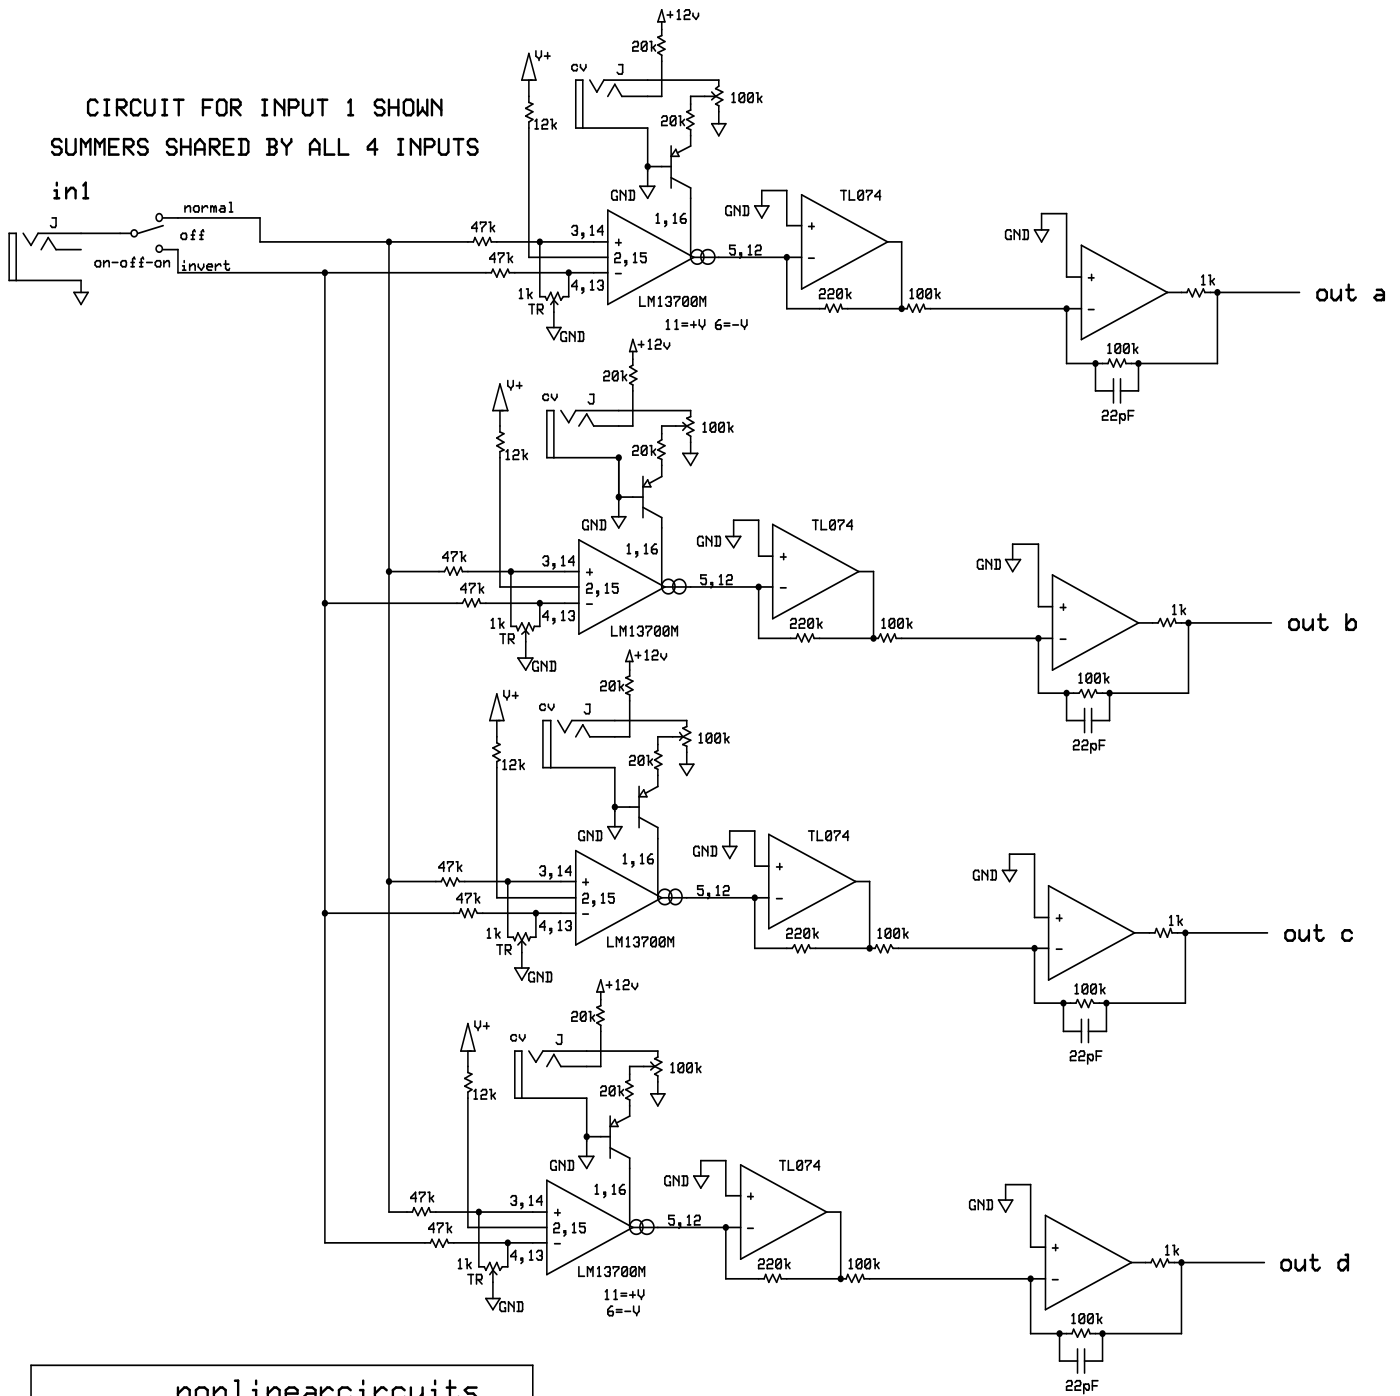 CIRCUIT FOR INPUT 1 SHOWN
SUMMERS SHARED BY ALL 4 INPUTS
in1
J
normal
off
on-off-on
invert
+12v
20k
V+
cv
J
100k
12k
20k
GND
TL074
47k
3,14
1,16
GND
+
+
47k
2,15
5,12
-
-
4,13
1k
TR
LM13700M
220k
100k
GND
11=+V 6=-V
GND
+
-
1k
out a
100k
22pF
+12v
20k
V+
cv
J
100k
12k
20k
GND
TL074
47k
3,14
1,16
GND
+
+
47k
2,15
5,12
-
-
4,13
1k
TR
LM13700M
220k
100k
GND
GND
+
-
1k
out b
100k
22pF
+12v
20k
V+
cv
J
100k
12k
20k
GND
TL074
47k
3,14
1,16
GND
+
+
47k
2,15
5,12
-
-
4,13
1k
TR
LM13700M
220k
100k
GND
GND
+
-
1k
out c
100k
22pF
+12v
20k
V+
cv
J
100k
12k
20k
GND
TL074
47k
3,14
1,16
GND
+
+
47k
2,15
5,12
-
-
4,13
1k
TR
LM13700M
220k
100k
GND
11=+V
6=-V
GND
+
-
1k
out d
100k
22pF
nonlinearcircuits